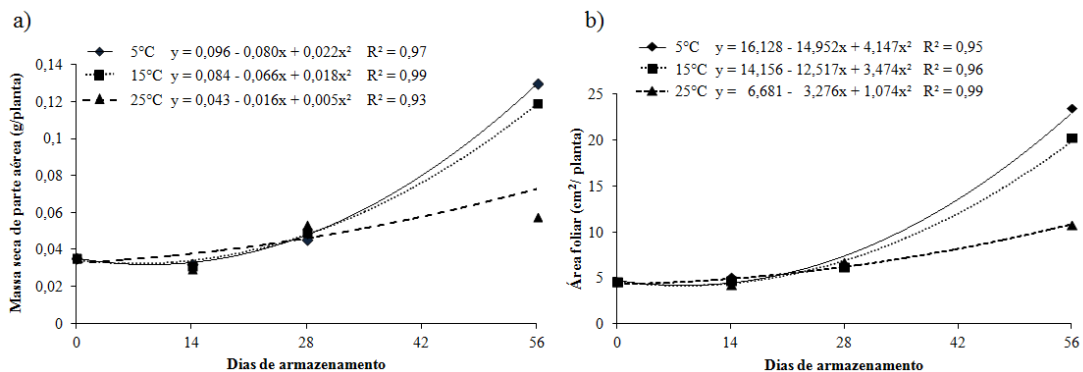 a)
5°C y = 0,096 - 0,080x + 0,022x² R² = 0,97
15°C y = 0,084 - 0,066x + 0,018x² R² = 0,99
25°C y = 0,043 - 0,016x + 0,005x² R² = 0,93
Massa seca de parte aérea (g/planta)
0,14
0,12
0,1
0,08
0,06
0,04
0,02
0
0 14 28 42 56
Dias de armazenamento
b)
5°C y = 16,128 - 14,952x + 4,147x² R² = 0,95
15°C y = 14,156 - 12,517x + 3,474x² R² = 0,96
25°C y = 6,681 - 3,276x + 1,074x² R² = 0,99
Área foliar (cm²/ planta)
25
20
15
10
5
0
0 14 28 42 56
Dias de armazenamento